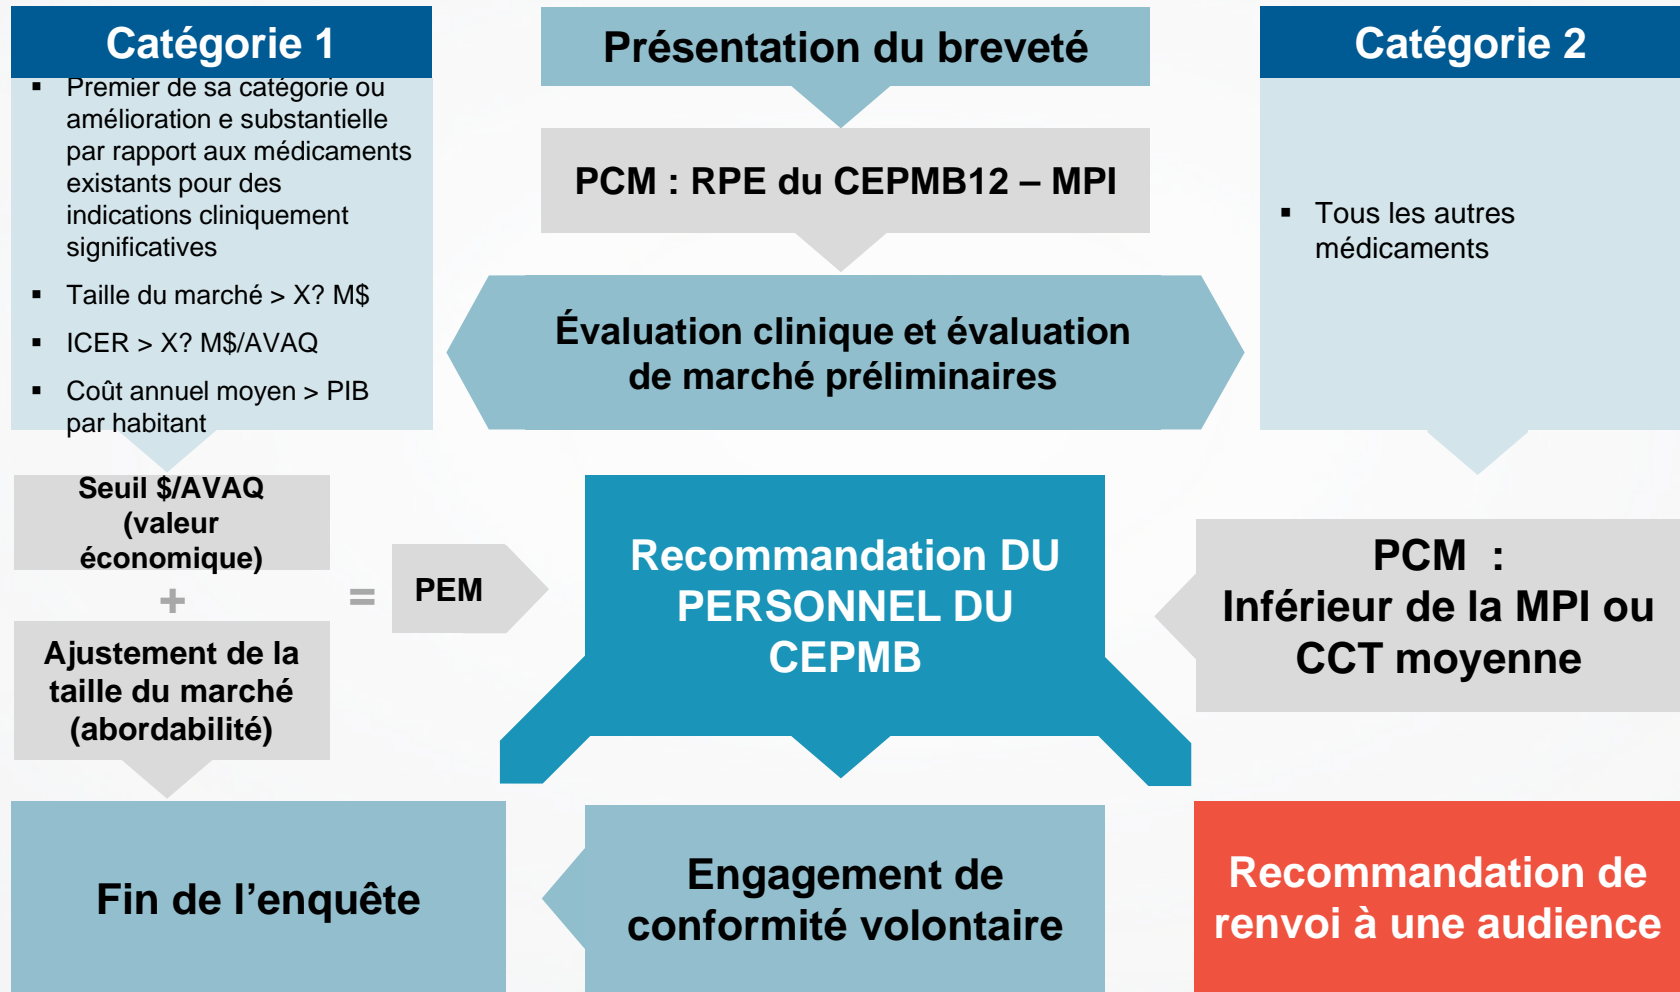 Catégorie 1
▪ Premier de sa catégorie ou
amélioration e substantielle
par rapport aux médicaments
existants pour des
indications cliniquement
significatives
▪ Taille du marché > X? M$
▪ ICER > X? M$/AVAQ
▪ Coût annuel moyen > PIB
par habitant
Présentation du breveté
PCM : RPE du CEPMB12 – MPI
Évaluation clinique et évaluation
de marché préliminaires
Catégorie 2
▪ Tous les autres
médicaments
Seuil $/AVAQ
(valeur
économique)
+
Ajustement de la
taille du marché
(abordabilité)
=
PEM
Recommandation DU
PERSONNEL DU
CEPMB
PCM :
Inférieur de la MPI ou
CCT moyenne
Fin de l’enquête
Engagement de
conformité volontaire
Recommandation de
renvoi à une audience